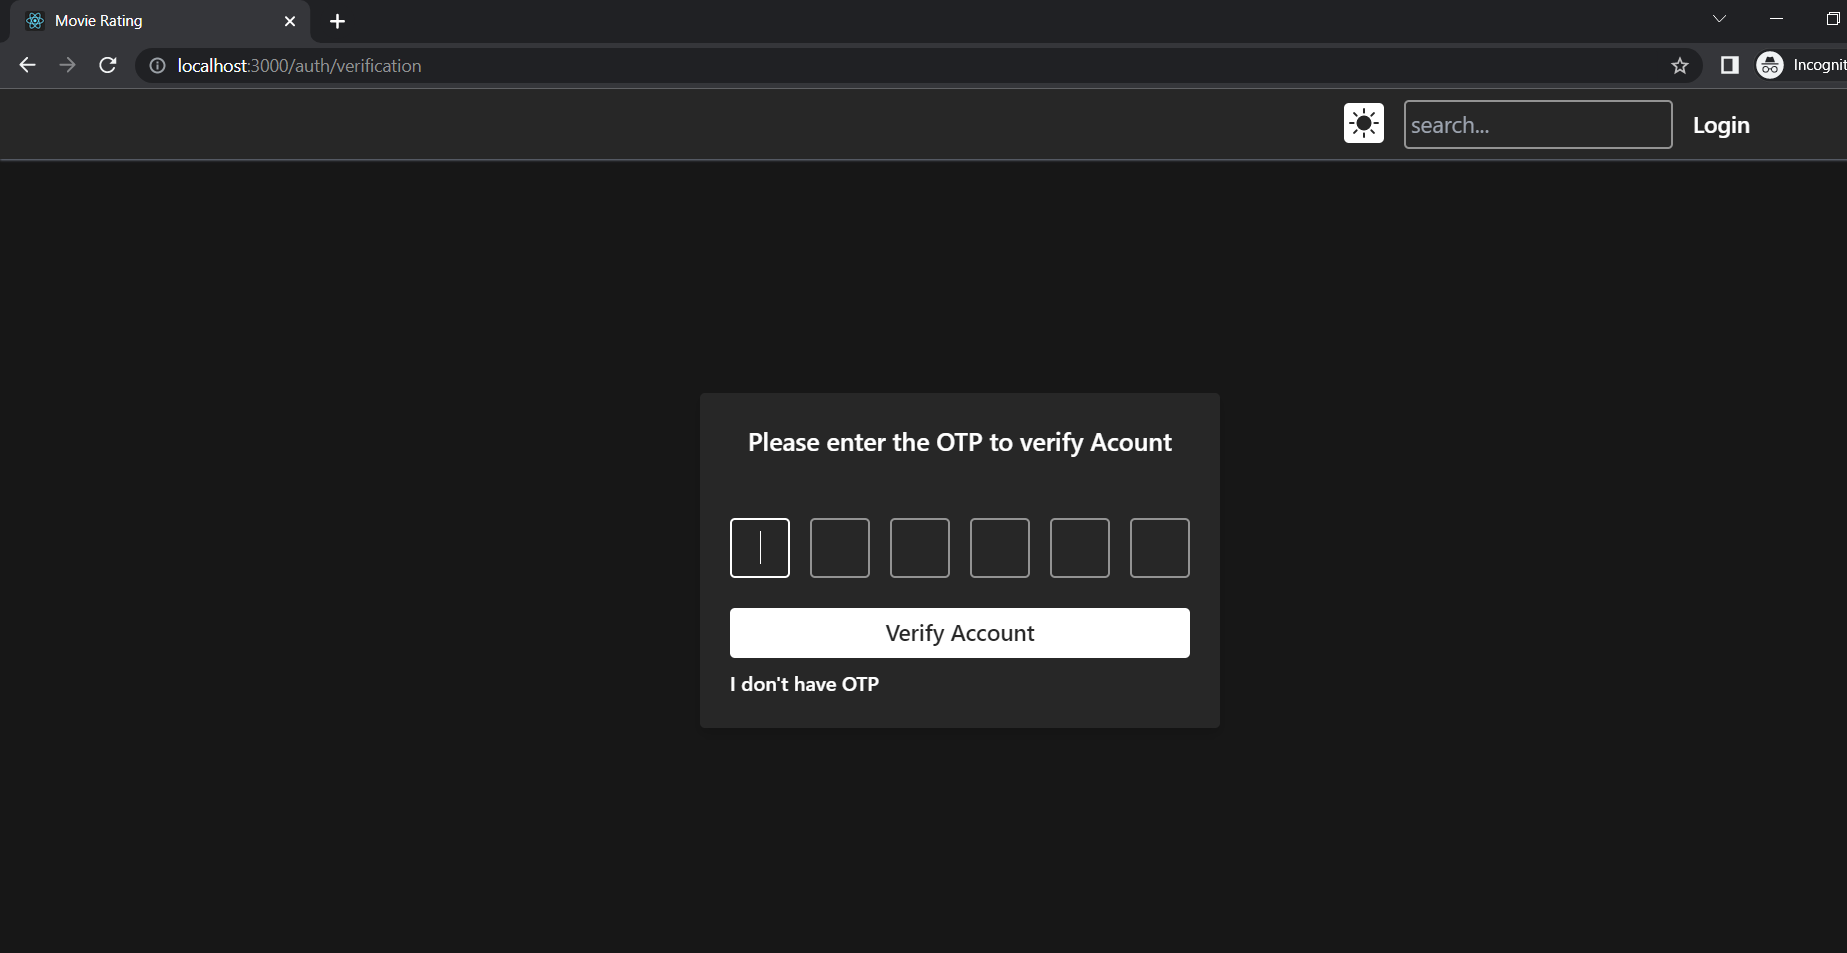 Movie Rating
localhost:3000/auth/verification
Incognit
search...
Login
Please enter the OTP to verify Acount
Verify Account
I don't have OTP